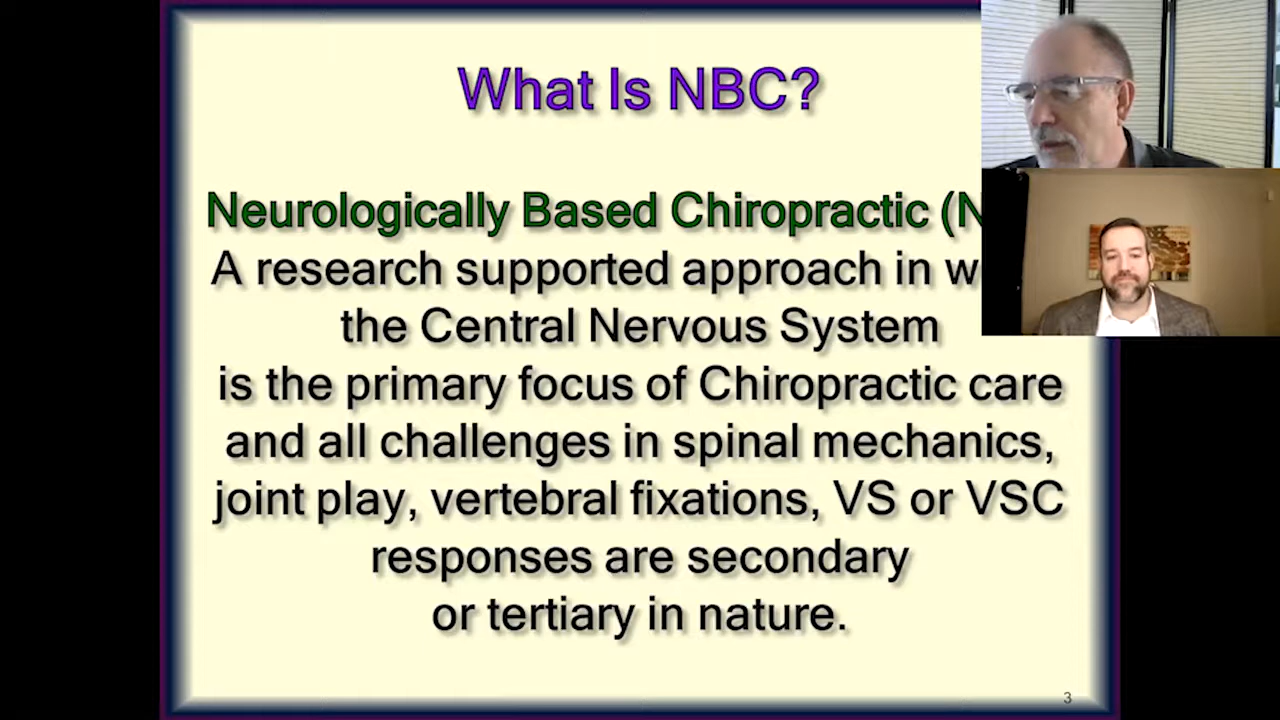 What Is NBC?
Neurologically Based Chiropractic (N
A research supported approach in w
the Central Nervous System
is the primary focus of Chiropractic care
and all challenges in spinal mechanics,
joint play, vertebral fixations, VS or VSC
responses are secondary
or tertiary in nature.
3